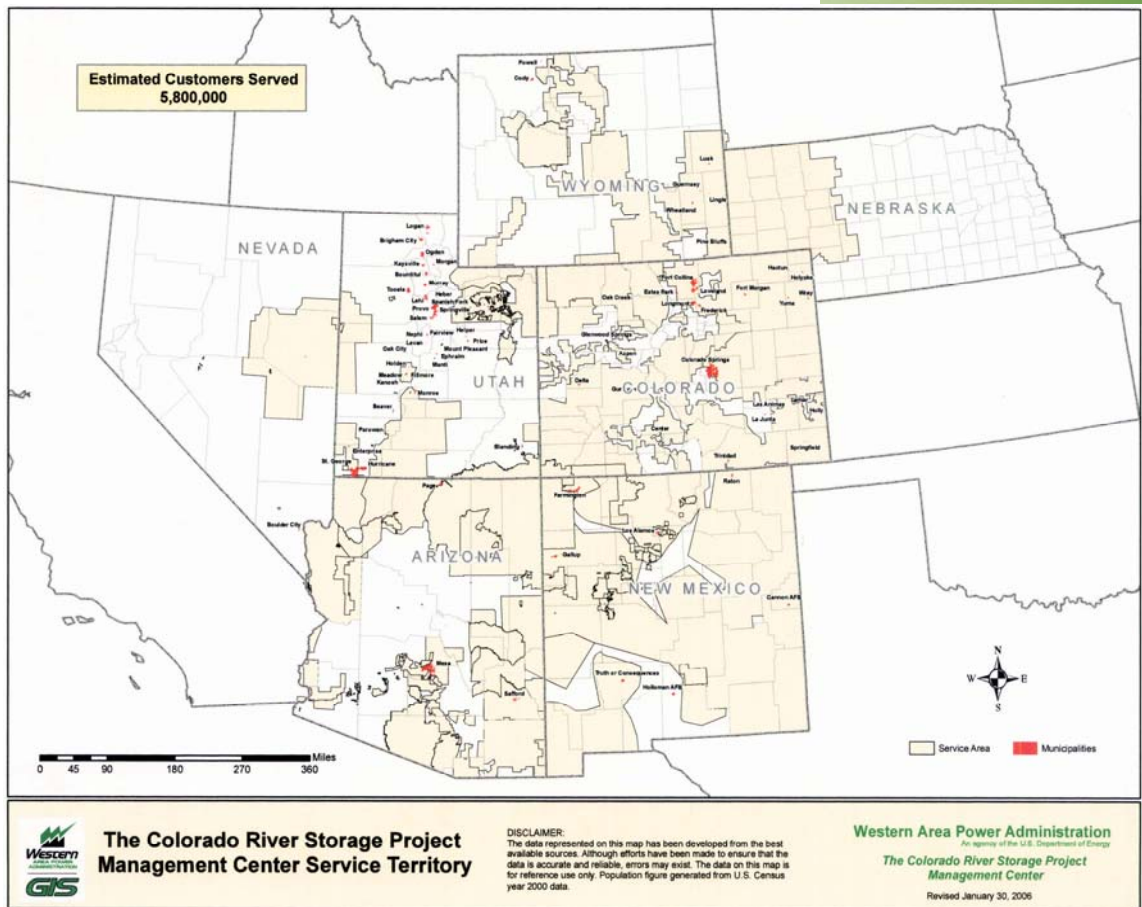 Estimated Customers Served
5,800,000
Powell
Cody
WYOMING
Lusk
Guernsey
Lingle
Wheatland
Pine Bluffs
NEBRASKA
NEVADA
Logan
Brigham City
Ogden
Morgan
Kaysville
Bountiful
Murray
Tooele
Heber
Lehi
Spanish Fork
Provo
Springville
Salem
Nephi
Fairview
Helper
Levan
Price
Mount Pleasant
Oak City
Ephraim
Manti
Holden
Meadow
Fillmore
Kanosh
UTAH
Monroe
Beaver
Parowan
Enterprise
Blanding
St. George
Hurricane
Fort Collins
Haxtun
Holyoke
Estes Park
Loveland
Fort Morgan
Wray
Oak Creek
Longmont
Yuma
Frederick
Glenwood Springs
Aspen
Colorado Springs
Delta
COLORADO
Las Animas
Lamar
Holly
La Junta
Center
Springfield
Trinidad
Page
Raton
Farmington
Boulder City
ARIZONA
Los Alamos
Gallup
NEW MEXICO
Cannon AFB
Mesa
Safford
Truth or Consequences
Holloman AFB
N
W
E
S
Service Area
Municipalities
Miles
0 45 90 180 270 360
Western
AREA POWER
ADMINISTRATION
GIS
The Colorado River Storage Project
Management Center Service Territory
DISCLAIMER:
The data represented on this map has been developed from the best
available sources. Although efforts have been made to ensure that the
data is accurate and reliable, errors may exist. The data on this map is
for reference use only. Population figure generated from U.S. Census
year 2000 data.
Western Area Power Administration
An agency of the U.S. Department of Energy
The Colorado River Storage Project
Management Center
Revised January 30, 2006